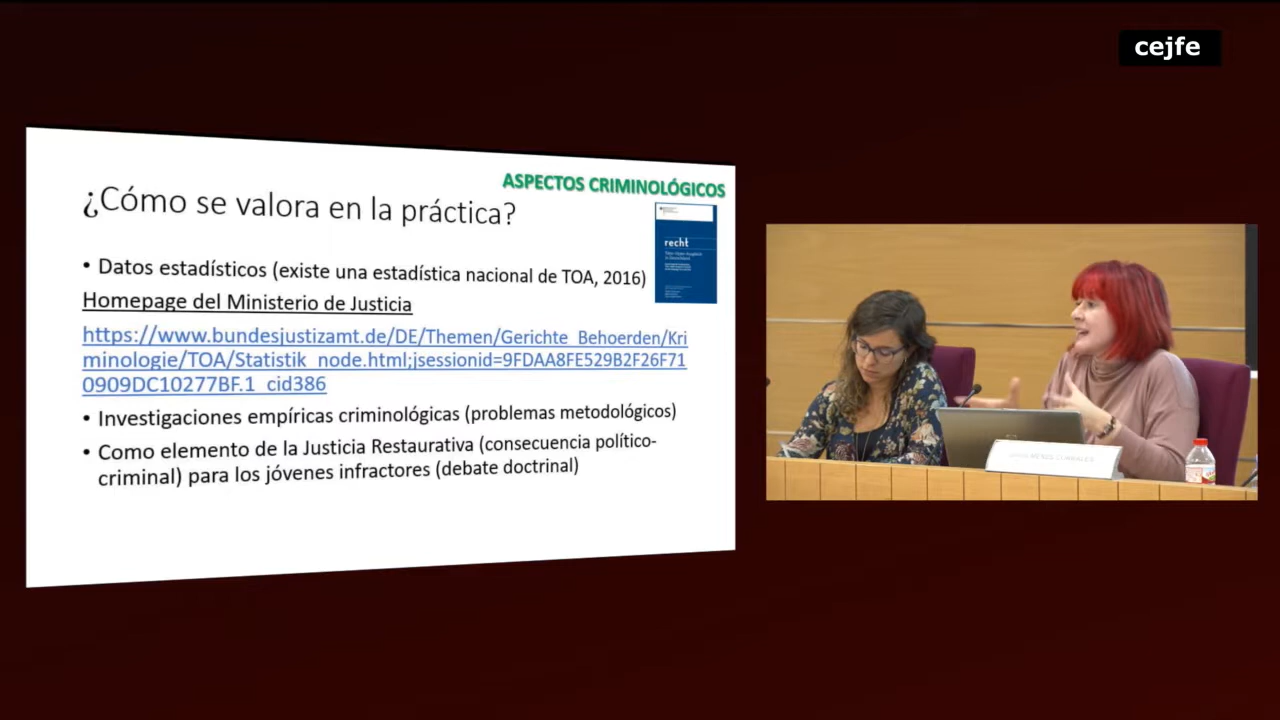 cejfe
ASPECTOS CRIMINOLÓGICOS
¿Cómo se valora en la práctica?
recht
• Datos estadísticos (existe una estadística nacional de TOA, 2016)
Homepage del Ministerio de Justicia
https://www.bundesjustizamt.de/DE/Themen/Gerichte_Behoerden/Kri
minologie/TOA/Statistik_node.html;jsessionid=9FDAA8FE529B2F26F71
0909DC10277BF.1_cid386
• Investigaciones empíricas criminológicas (problemas metodológicos)
• Como elemento de la Justicia Restaurativa (consecuencia político-
criminal) para los jóvenes infractores (debate doctrinal)